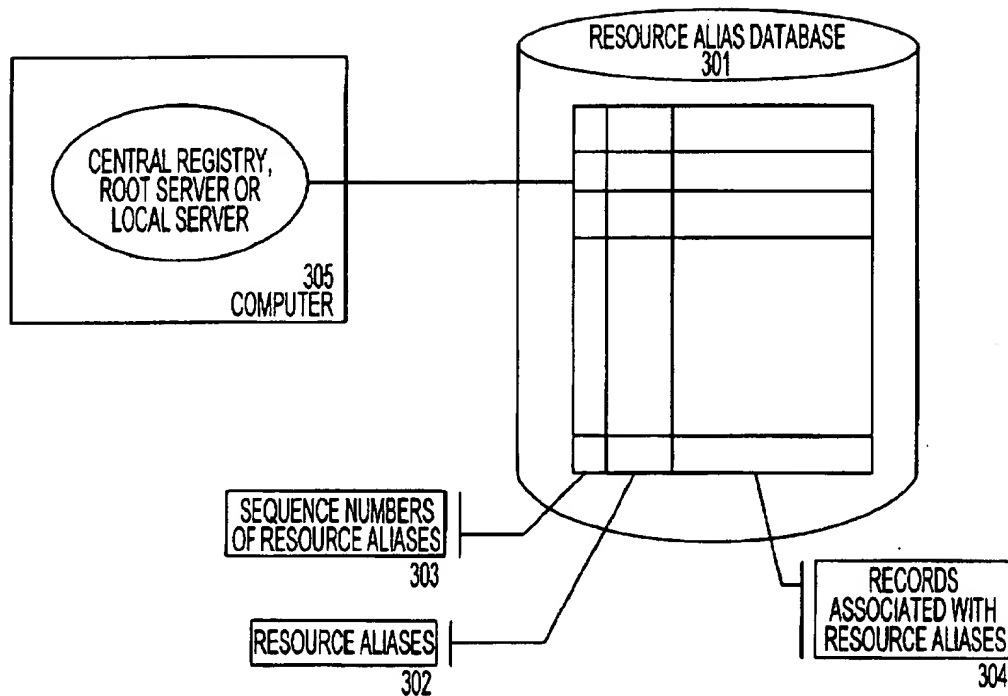 RESOURCE ALIAS DATABASE
301
CENTRAL REGISTRY,
ROOT SERVER OR
LOCAL SERVER
305
COMPUTER
SEQUENCE NUMBERS
OF RESOURCE ALIASES
303
RESOURCE ALIASES
302
RECORDS
ASSOCIATED WITH
RESOURCE ALIASES
304